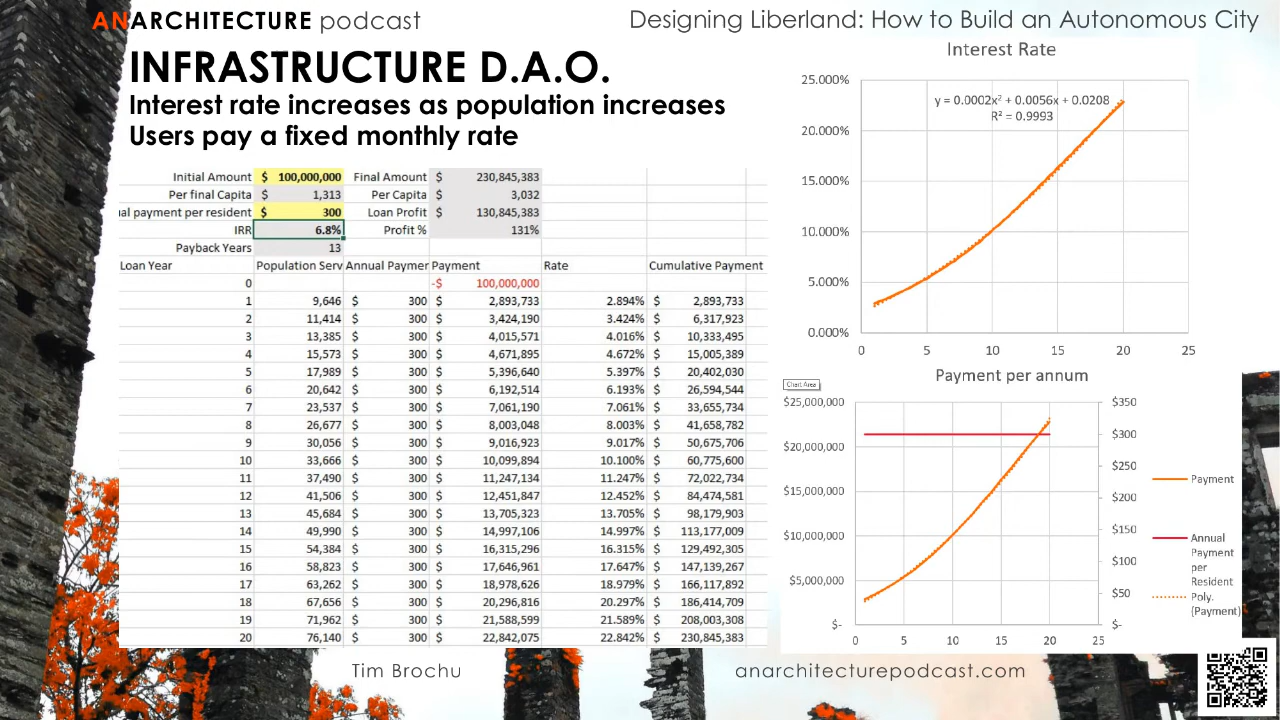 ANARCHITECTURE podcast
Designing Liberland: How to Build an Autonomous City
INFRASTRUCTURE D.A.O.
Interest rate increases as population increases
Users pay a fixed monthly rate
Initial Amount $ 100,000,000 Final Amount $ 230,845,383
Per final Capita $ 1,313 Per Capita $ 3,032
al payment per resident $ 300 Loan Profit $ 130,845,383
IRR 6.8% Profit % 131%
Payback Years 13
Loan Year Population Serv Annual Paymer Payment Rate Cumulative Payment
0 -$ 100,000,000
1 9,646 $ 300 $ 2,893,733 2.894% $ 2,893,733
2 11,414 $ 300 $ 3,424,190 3.424% $ 6,317,923
3 13,385 $ 300 $ 4,015,571 4.016% $ 10,333,495
4 15,573 $ 300 $ 4,671,895 4.672% $ 15,005,389
5 17,989 $ 300 $ 5,396,640 5.397% $ 20,402,030
6 20,642 $ 300 $ 6,192,514 6.193% $ 26,594,544
7 23,537 $ 300 $ 7,061,190 7.061% $ 33,655,734
8 26,677 $ 300 $ 8,003,048 8.003% $ 41,658,782
9 30,056 $ 300 $ 9,016,923 9.017% $ 50,675,706
10 33,666 $ 300 $ 10,099,894 10.100% $ 60,775,600
11 37,490 $ 300 $ 11,247,134 11.247% $ 72,022,734
12 41,506 $ 300 $ 12,451,847 12.452% $ 84,474,581
13 45,684 $ 300 $ 13,705,323 13.705% $ 98,179,903
14 49,990 $ 300 $ 14,997,106 14.997% $ 113,177,009
15 54,384 $ 300 $ 16,315,296 16.315% $ 129,492,305
16 58,823 $ 300 $ 17,646,961 17.647% $ 147,139,267
17 63,262 $ 300 $ 18,978,626 18.979% $ 166,117,892
18 67,656 $ 300 $ 20,296,816 20.297% $ 186,414,709
19 71,962 $ 300 $ 21,588,599 21.589% $ 208,003,308
20 76,140 $ 300 $ 22,842,075 22.842% $ 230,845,383
Interest Rate
25.000%
y = 0.0002x² + 0.0056x + 0.0208
R² = 0.9993
20.000%
15.000%
10.000%
5.000%
0.000%
0 5 10 15 20 25
Payment per annum
Chart Area
$25,000,000 $350
$20,000,000 $300
$250
$15,000,000 $200
$10,000,000 $150
$5,000,000 $100
$50
$- $-
0 5 10 15 20 25
Payment
Annual
Payment
per
Resident
Poly.
(Payment)
Tim Brochu
anarchitecturepodcast.com